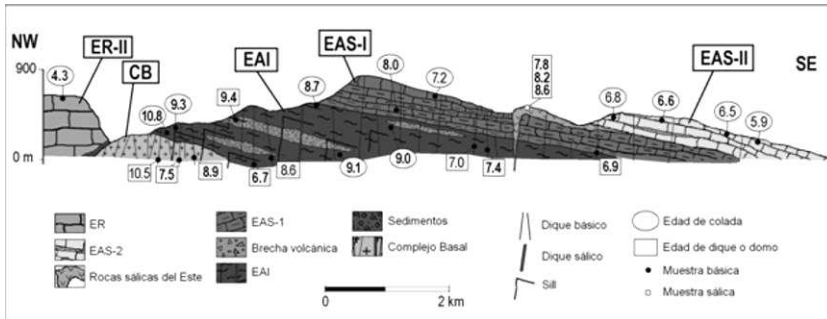 NW
ER-II
CB
EAI
EAS-I
EAS-II
SE
900
0 m
4.3
10.8
9.3
9.4
8.7
8.0
7.2
7.8
8.2
8.6
6.8
6.6
6.5
5.9
10.5
7.5
8.9
6.7
8.6
9.1
9.0
7.0
7.4
6.9
ER
EAS-2
Rocas sálicas del Este
EAS-1
Brecha volcánica
EAI
Sedimentos
Complejo Basal
Dique básico
Dique sálico
Sill
Edad de colada
Edad de dique o domo
Muestra básica
Muestra sálica
0
2 km